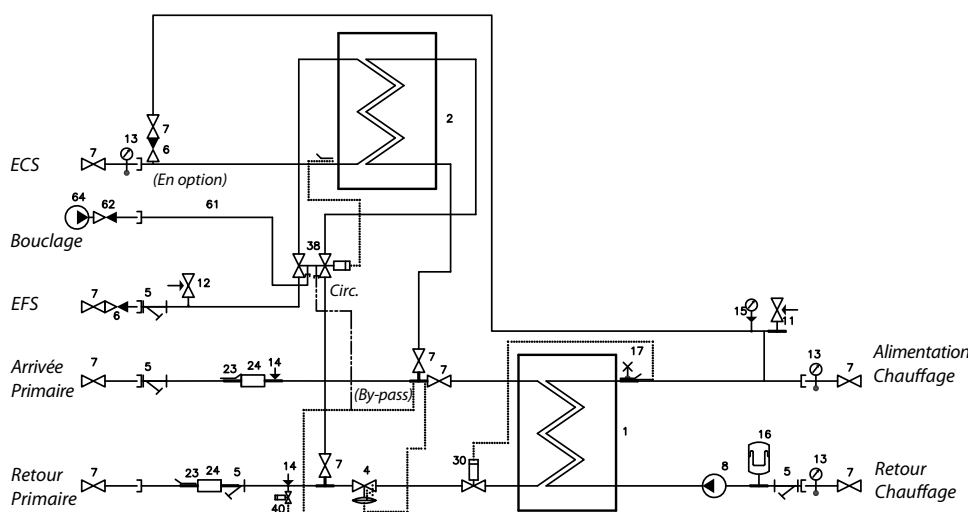 7
13
6
2
13
7
ECS
(En option)
64
62
61
Bouclage
38
Circ.
EFS
7
6
5
12
15
11
Arrivée
Primaire
7
5
23
24
14
(By-pass)
7
7
17
13
7
Alimentation
Chauffage
1
Retour
Primaire
7
23
24
5
14
40
7
4
30
8
16
5
13
7
Retour
Chauffage